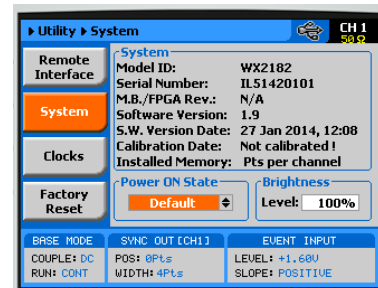 Utility ▸ System
CH 1
50 Ω
Remote Interface
System
Clocks
Factory Reset
System
Model ID: WX2182
Serial Number: IL51420101
M.B./FPGA Rev.: N/A
Software Version: 1.9
S.W. Version Date: 27 Jan 2014, 12:08
Calibration Date: Not calibrated !
Installed Memory: Pts per channel
Power ON State
Default
Brightness
Level: 100%
BASE MODE
COUPLE: DC
RUN: CONT
SYNC OUT [CH1]
POS: 0Pts
WIDTH: 4Pts
EVENT INPUT
LEVEL: +1.60V
SLOPE: POSITIVE